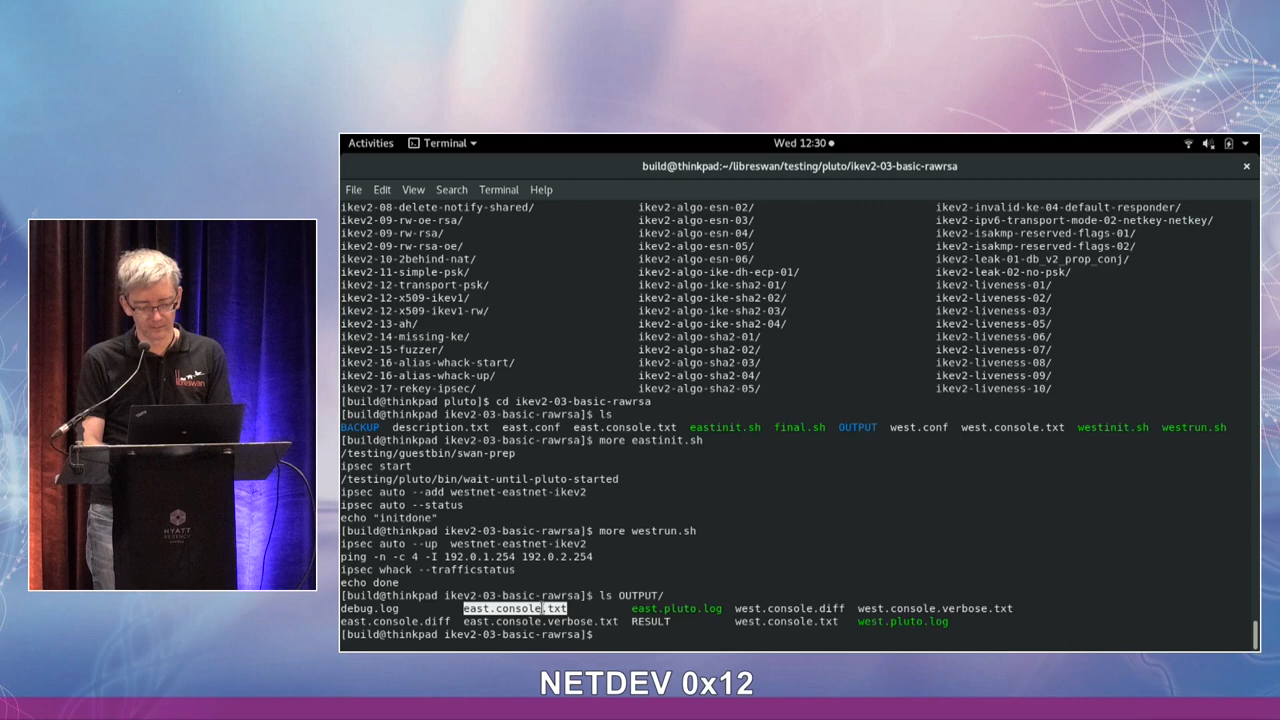 Activities Terminal Wed 12:30
build@thinkpad:~/libreswan/testing/pluto/ikev2-03-basic-rawrsa ×
File Edit View Search Terminal Help
ikev2-08-delete-notify-shared/ ikev2-algo-esn-02/ ikev2-invalid-ke-04-default-responder/
ikev2-09-rw-oe-rsa/ ikev2-algo-esn-03/ ikev2-ipv6-transport-mode-02-netkey-netkey/
ikev2-09-rw-rsa/ ikev2-algo-esn-04/ ikev2-isakmp-reserved-flags-01/
ikev2-09-rw-rsa-oe/ ikev2-algo-esn-05/ ikev2-isakmp-reserved-flags-02/
ikev2-10-2behind-nat/ ikev2-algo-esn-06/ ikev2-leak-01-db_v2_prop_conj/
ikev2-11-simple-psk/ ikev2-algo-ike-dh-ecp-01/ ikev2-leak-02-no-psk/
ikev2-12-transport-psk/ ikev2-algo-ike-sha2-01/ ikev2-liveness-01/
ikev2-12-x509-ikev1/ ikev2-algo-ike-sha2-02/ ikev2-liveness-02/
ikev2-12-x509-ikev1-rw/ ikev2-algo-ike-sha2-03/ ikev2-liveness-03/
ikev2-13-ah/ ikev2-algo-ike-sha2-04/ ikev2-liveness-05/
ikev2-14-missing-ke/ ikev2-algo-sha2-01/ ikev2-liveness-06/
ikev2-15-fuzzer/ ikev2-algo-sha2-02/ ikev2-liveness-07/
ikev2-16-alias-whack-start/ ikev2-algo-sha2-03/ ikev2-liveness-08/
ikev2-16-alias-whack-up/ ikev2-algo-sha2-04/ ikev2-liveness-09/
ikev2-17-rekey-ipsec/ ikev2-algo-sha2-05/ ikev2-liveness-10/
[build@thinkpad pluto]$ cd ikev2-03-basic-rawrsa
[build@thinkpad ikev2-03-basic-rawrsa]$ ls
BACKUP description.txt east.conf east.console.txt eastinit.sh final.sh OUTPUT west.conf west.console.txt westinit.sh westrun.sh
[build@thinkpad ikev2-03-basic-rawrsa]$ more eastinit.sh
/testing/guestbin/swan-prep
ipsec start
/testing/pluto/bin/wait-until-pluto-started
ipsec auto --add westnet-eastnet-ikev2
ipsec auto --status
echo "initdone"
[build@thinkpad ikev2-03-basic-rawrsa]$ more westrun.sh
ipsec auto --up westnet-eastnet-ikev2
ping -n -c 4 -I 192.0.1.254 192.0.2.254
ipsec whack --trafficstatus
echo done
[build@thinkpad ikev2-03-basic-rawrsa]$ ls OUTPUT/
debug.log east.console.txt east.pluto.log west.console.diff west.console.verbose.txt
east.console.diff east.console.verbose.txt RESULT west.console.txt west.pluto.log
[build@thinkpad ikev2-03-basic-rawrsa]$
libreswan
HYATT
REGENCY
NETDEV 0x12